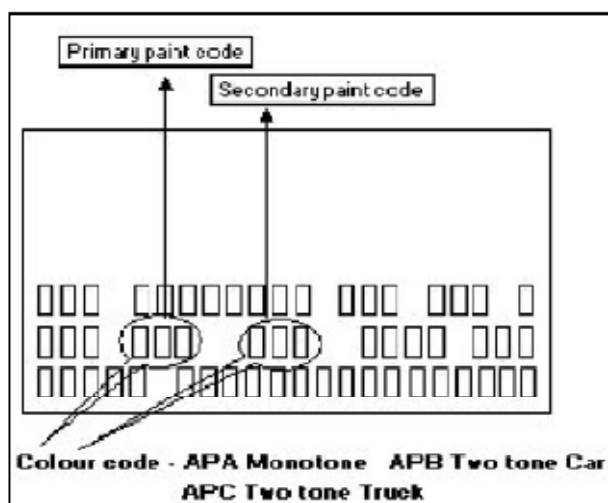 Primary paint code
Secondary paint code
Colour code - APA Monotone APB Two tone Car
APC Two tone Truck